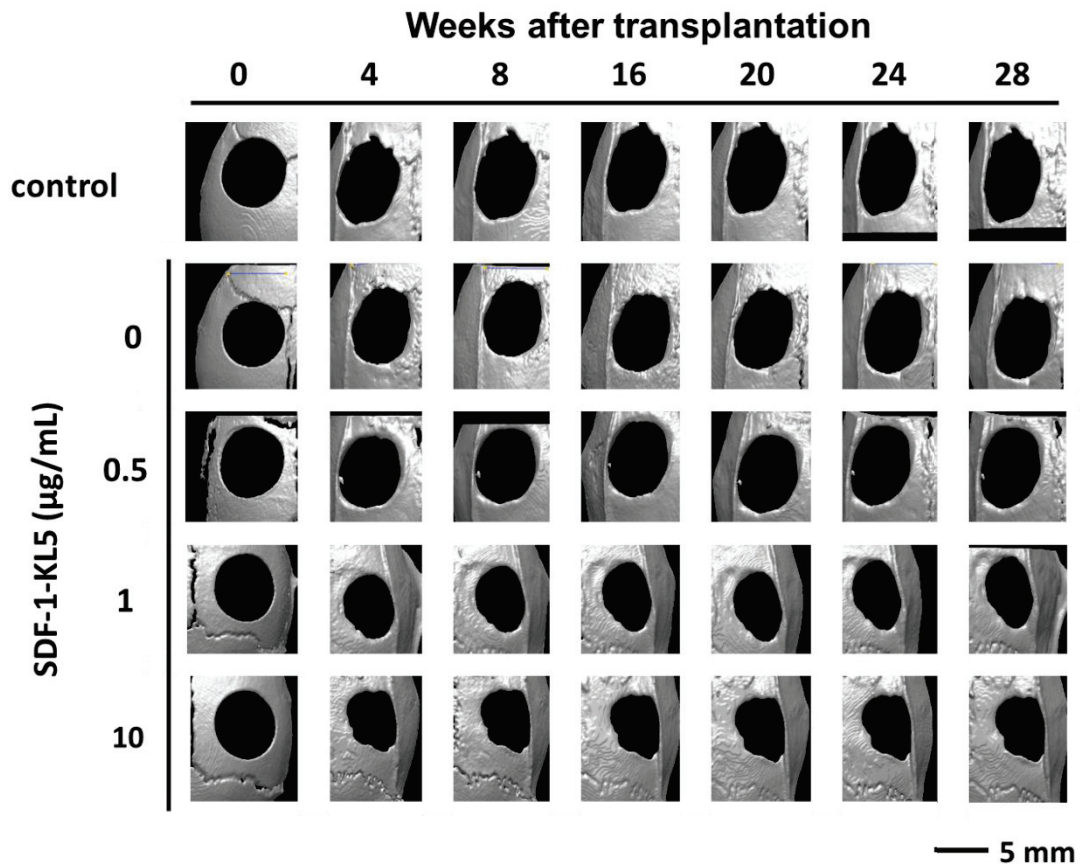 Weeks after transplantation
0 4 8 16 20 24 28
control
SDF-1-KL5 (µg/mL)
0
0.5
1
10
5 mm